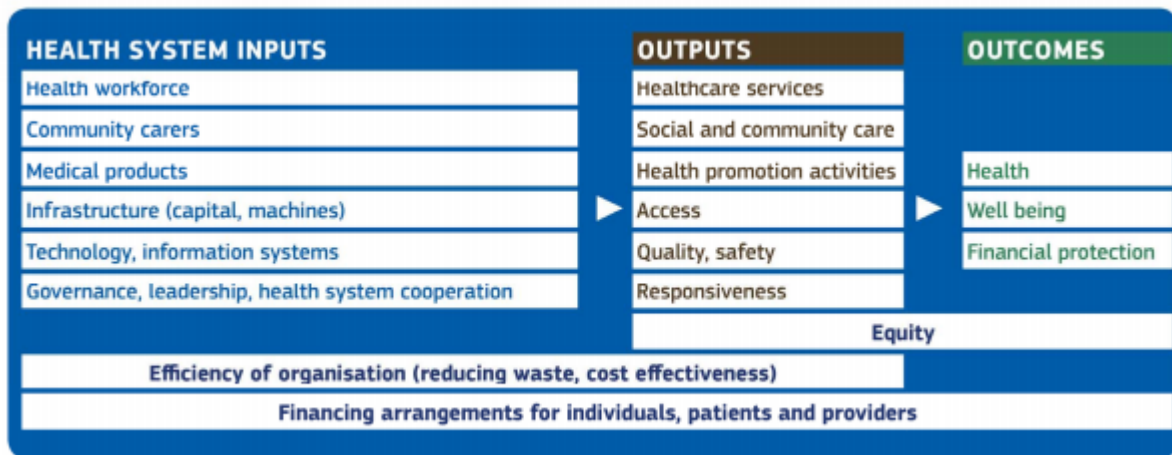 HEALTH SYSTEM INPUTS
Health workforce
Community carers
Medical products
Infrastructure (capital, machines)
Technology, information systems
Governance, leadership, health system cooperation
OUTPUTS
Healthcare services
Social and community care
Health promotion activities
Access
Quality, safety
Responsiveness
OUTCOMES
Health
Well being
Financial protection
Equity
Efficiency of organisation (reducing waste, cost effectiveness)
Financing arrangements for individuals, patients and providers